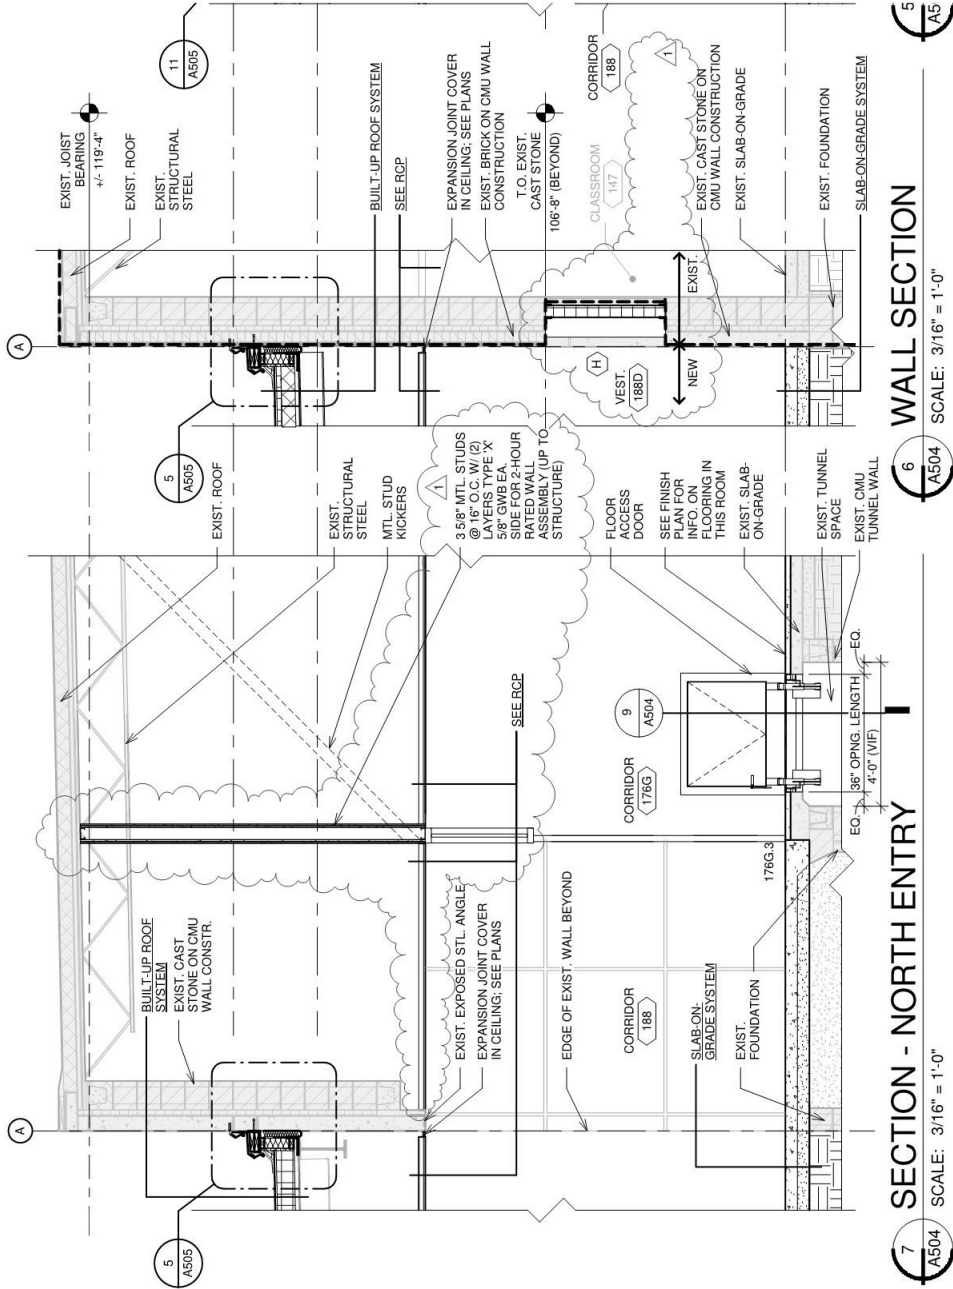 A
5
A505
BUILT-UP ROOF
SYSTEM
EXIST. CAST
STONE ON CMU
WALL CONSTR.
EXIST. EXPOSED STL. ANGLE
EXPANSION JOINT COVER
IN CEILING; SEE PLANS
EDGE OF EXIST. WALL BEYOND
CORRIDOR
188
SLAB-ON-
GRADE SYSTEM
EXIST.
FOUNDATION
176G.3
SEE RCP
CORRIDOR
176G
9
A504
EQ.
36" OPNG. LENGTH
EQ.
4'-0" (VIF)
EXIST. ROOF
EXIST.
STRUCTURAL
STEEL
MTL. STUD
KICKERS
1
3 5/8" MTL. STUDS
@ 16" O.C. W/ (2)
LAYERS TYPE 'X'
5/8" GWB EA.
SIDE FOR 2-HOUR
RATED WALL
ASSEMBLY (UP TO
STRUCTURE)
FLOOR
ACCESS
DOOR
SEE FINISH
PLAN FOR
INFO. ON
FLOORING IN
THIS ROOM
EXIST. SLAB-
ON-GRADE
EXIST. TUNNEL
SPACE
EXIST. CMU
TUNNEL WALL
7
A504
SECTION - NORTH ENTRY
SCALE: 3/16" = 1'-0"
A
5
A505
11
A505
EXIST. JOIST
BEARING
+/- 119'-4"
EXIST. ROOF
EXIST.
STRUCTURAL
STEEL
BUILT-UP ROOF SYSTEM
SEE RCP
EXPANSION JOINT COVER
IN CEILING; SEE PLANS
EXIST. BRICK ON CMU WALL
CONSTRUCTION
T.O. EXIST.
CAST STONE
106'-8" (BEYOND)
CLASSROOM
147
CORRIDOR
188
1
H
VEST.
188D
NEW
EXIST.
EXIST. CAST STONE ON
CMU WALL CONSTRUCTION
EXIST. SLAB-ON-GRADE
EXIST. FOUNDATION
SLAB-ON-GRADE SYSTEM
6
A504
WALL SECTION
SCALE: 3/16" = 1'-0"